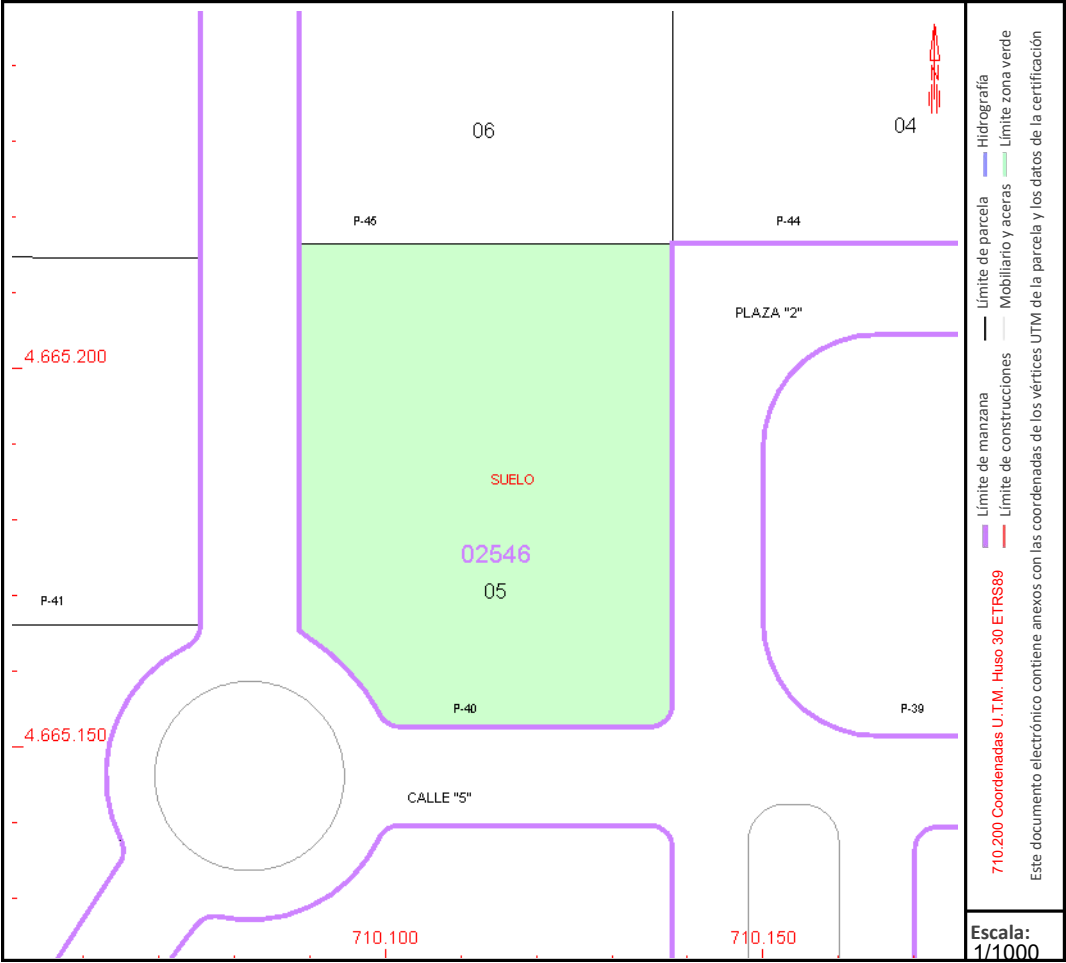 06
04
P-45
P-44
PLAZA "2"
4.665.200
SUELO
02546
05
P-41
P-40
P-39
4.665.150
CALLE "5"
710.100
710.150
N
710.200 Coordenadas U.T.M. Huso 30 ETRS89
Límite de manzana
Límite de parcela
Hidrografía
Límite de construcciones
Mobiliario y aceras
Límite zona verde
Este documento electrónico contiene anexos con las coordenadas de los vértices UTM de la parcela y los datos de la certificación
Escala:
1/1000